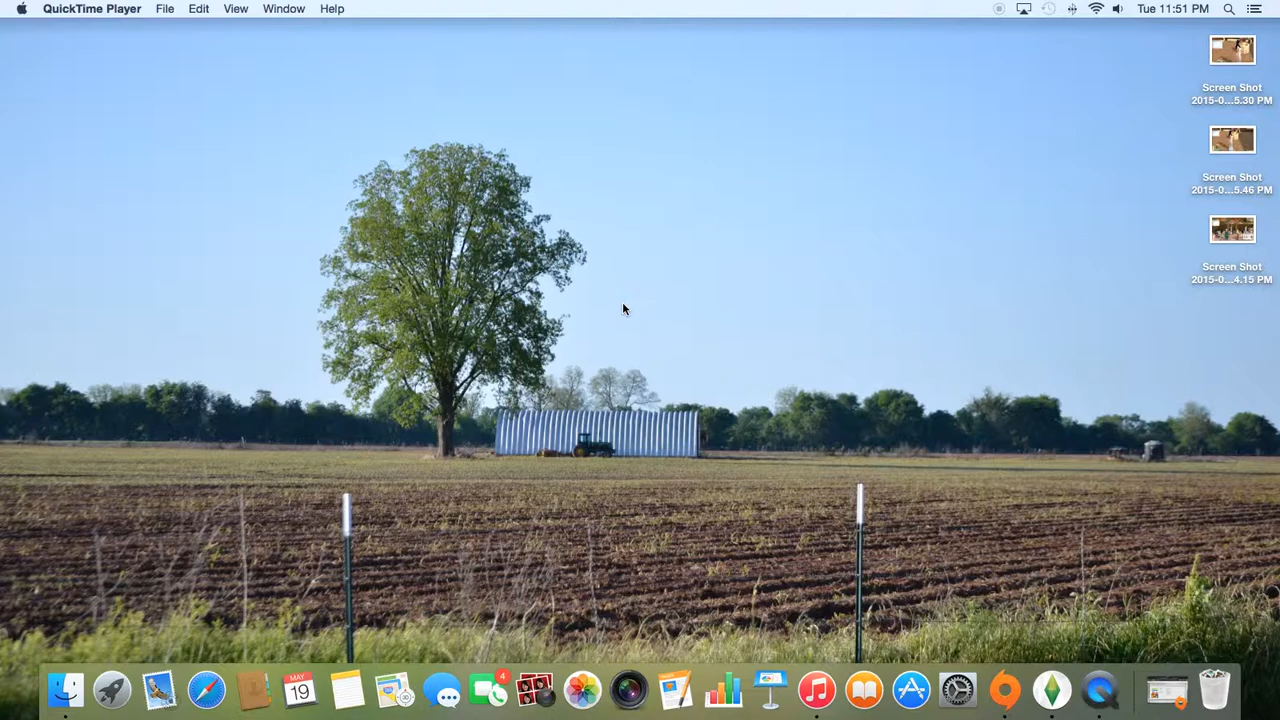 QuickTime Player File Edit View Window Help Tue 11:51 PM
Screen Shot
2015-0...5.30 PM
Screen Shot
2015-0...5.46 PM
Screen Shot
2015-0...4.15 PM
MAY
19
4